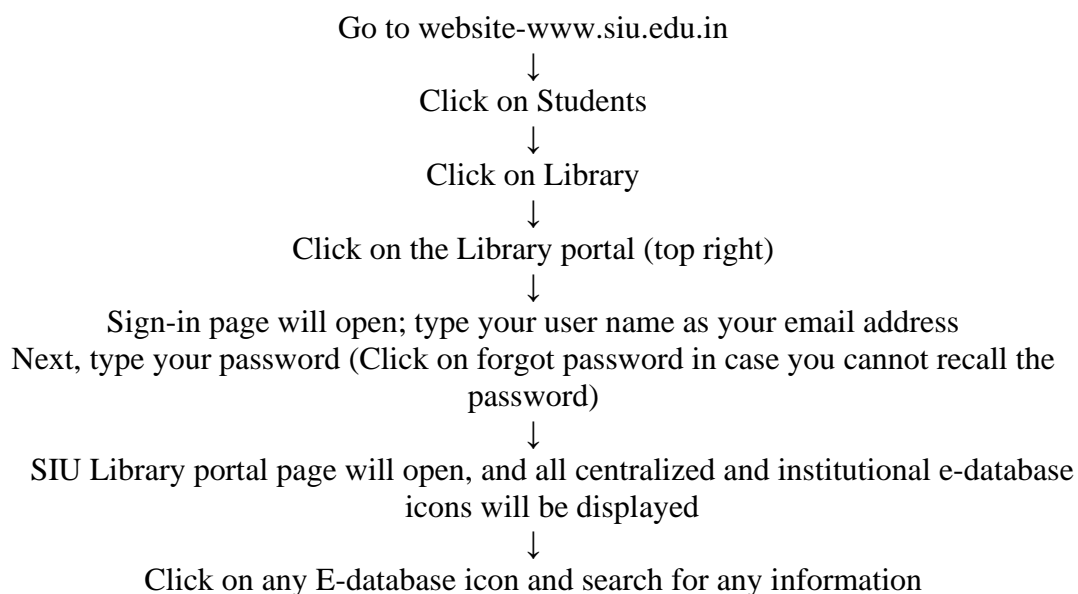 Go to website-www.siu.edu.in
↓
Click on Students
↓
Click on Library
↓
Click on the Library portal (top right)
↓
Sign-in page will open; type your user name as your email address
Next, type your password (Click on forgot password in case you cannot recall the
password)
↓
SIU Library portal page will open, and all centralized and institutional e-database
icons will be displayed
↓
Click on any E-database icon and search for any information